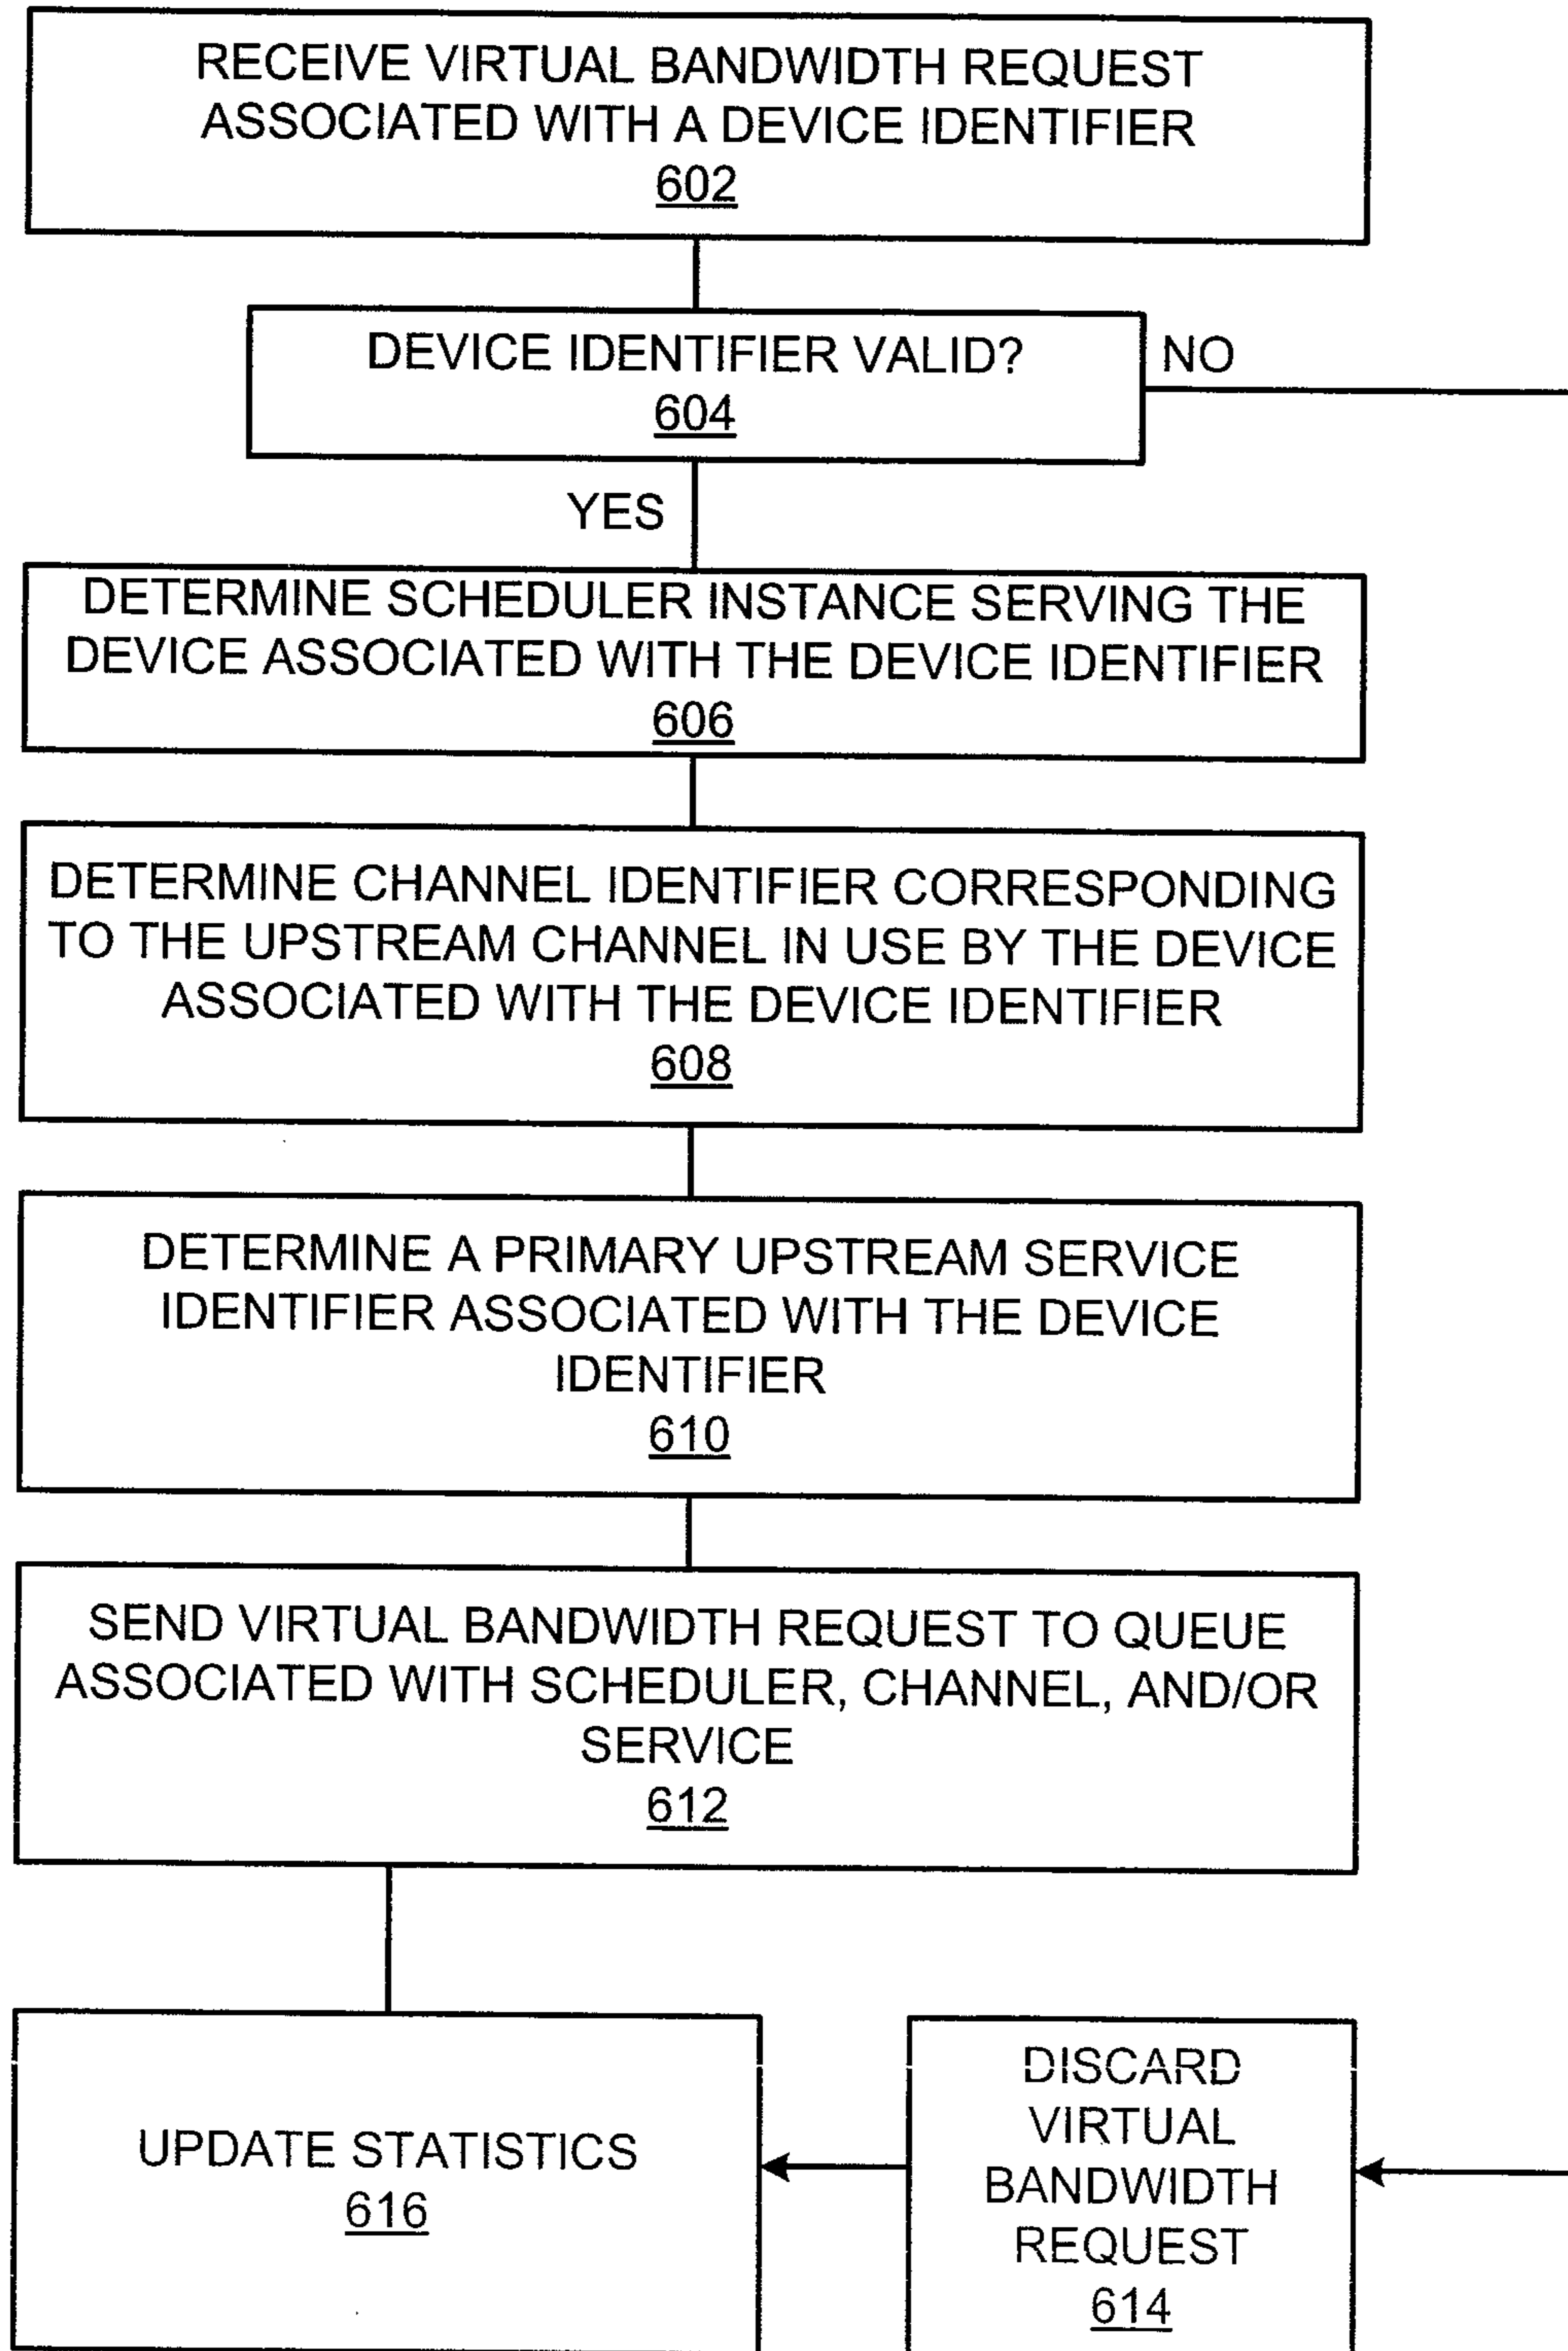 RECEIVE VIRTUAL BANDWIDTH REQUEST
ASSOCIATED WITH A DEVICE IDENTIFIER
602
DEVICE IDENTIFIER VALID?
604
NO
YES
DETERMINE SCHEDULER INSTANCE SERVING THE
DEVICE ASSOCIATED WITH THE DEVICE IDENTIFIER
606
DETERMINE CHANNEL IDENTIFIER CORRESPONDING
TO THE UPSTREAM CHANNEL IN USE BY THE DEVICE
ASSOCIATED WITH THE DEVICE IDENTIFIER
608
DETERMINE A PRIMARY UPSTREAM SERVICE
IDENTIFIER ASSOCIATED WITH THE DEVICE
IDENTIFIER
610
SEND VIRTUAL BANDWIDTH REQUEST TO QUEUE
ASSOCIATED WITH SCHEDULER, CHANNEL, AND/OR
SERVICE
612
UPDATE STATISTICS
616
DISCARD
VIRTUAL
BANDWIDTH
REQUEST
614